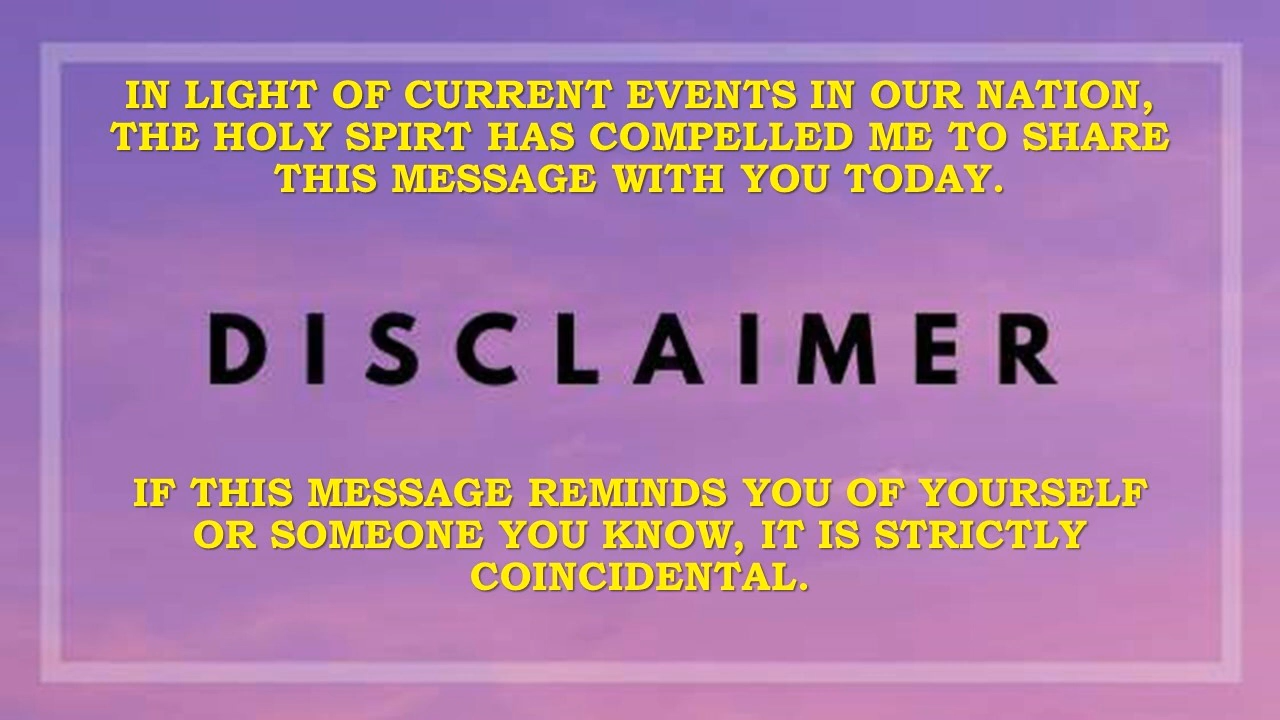 IN LIGHT OF CURRENT EVENTS IN OUR NATION,
THE HOLY SPIRT HAS COMPELLED ME TO SHARE
THIS MESSAGE WITH YOU TODAY.
DISCLAIMER
IF THIS MESSAGE REMINDS YOU OF YOURSELF
OR SOMEONE YOU KNOW, IT IS STRICTLY
COINCIDENTAL.